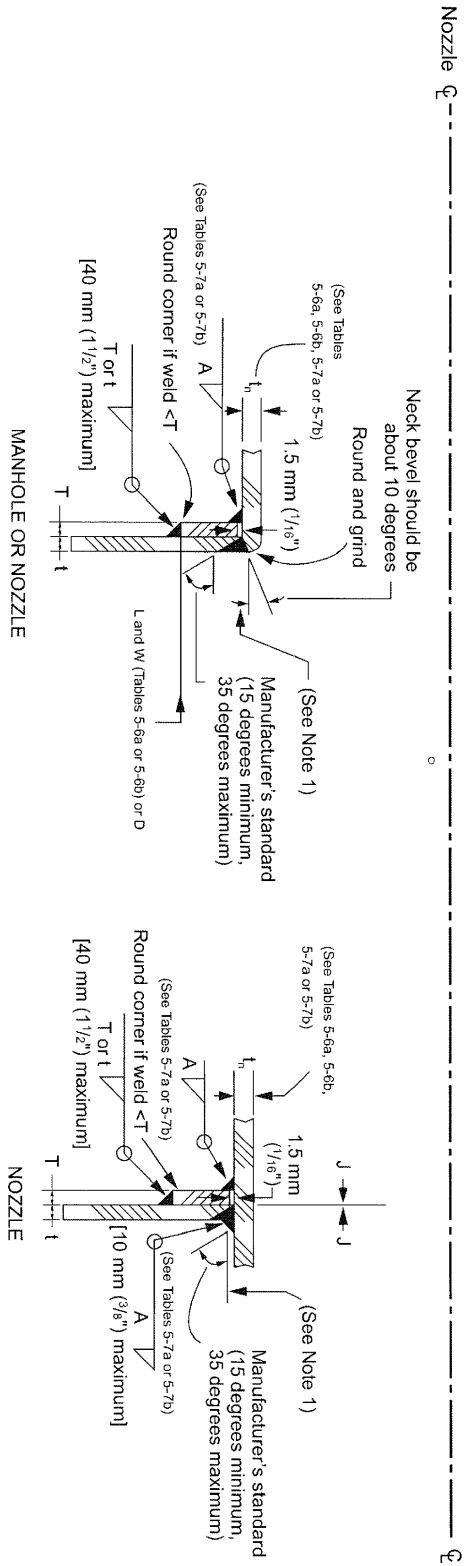 Nozzle ℄
℄
Neck bevel should be
about 10 degrees
Round and grind
(See Tables
5-6a, 5-6b, 5-7a or 5-7b)
tn
1.5 mm (1/16")
(See Note 1)
Manufacturer's standard
(15 degrees minimum,
35 degrees maximum)
(See Tables 5-7a or 5-7b)
A
Round corner if weld <T
T or t
[40 mm (1 1/2") maximum]
L and W (Tables 5-6a or 5-6b) or D
T
t
MANHOLE OR NOZZLE
(See Tables 5-6a, 5-6b,
5-7a or 5-7b)
tn
1.5 mm
(1/16")
J
J
(See Note 1)
Manufacturer's standard
(15 degrees minimum,
35 degrees maximum)
A
(See Tables 5-7a or 5-7b)
Round corner if weld <T
T or t
[40 mm (1 1/2") maximum]
(See Tables 5-7a or 5-7b)
A
[10 mm (3/8") maximum]
T
t
NOZZLE